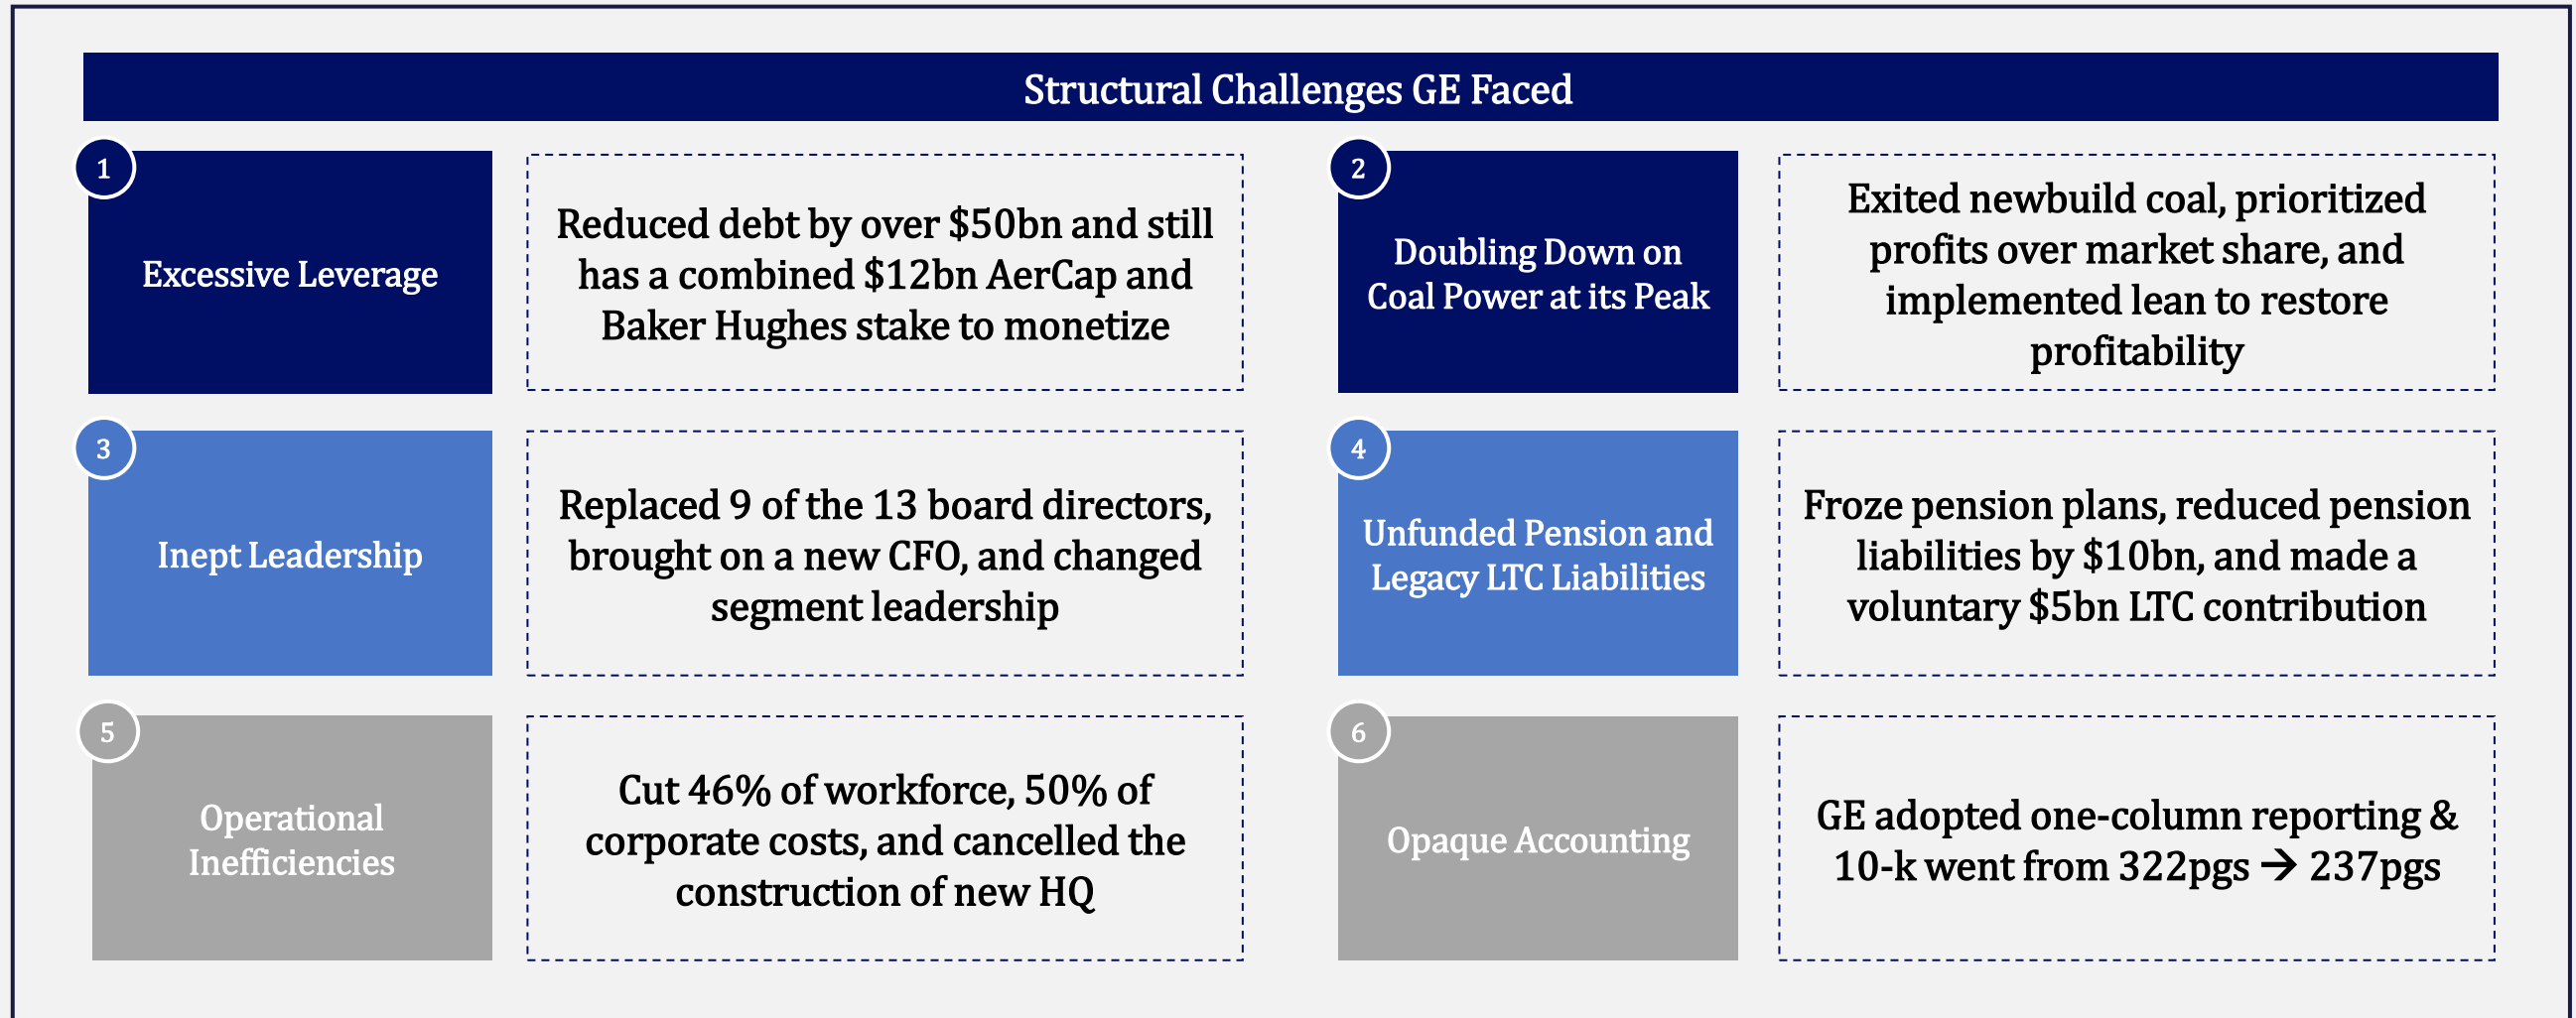 Structural Challenges GE Faced
1
Excessive Leverage
Reduced debt by over $50bn and still
has a combined $12bn AerCap and
Baker Hughes stake to monetize
2
Doubling Down on
Coal Power at its Peak
Exited newbuild coal, prioritized
profits over market share, and
implemented lean to restore
profitability
3
Inept Leadership
Replaced 9 of the 13 board directors,
brought on a new CFO, and changed
segment leadership
4
Unfunded Pension and
Legacy LTC Liabilities
Froze pension plans, reduced pension
liabilities by $10bn, and made a
voluntary $5bn LTC contribution
5
Operational
Inefficiencies
Cut 46% of workforce, 50% of
corporate costs, and cancelled the
construction of new HQ
6
Opaque Accounting
GE adopted one-column reporting &
10-k went from 322pgs → 237pgs